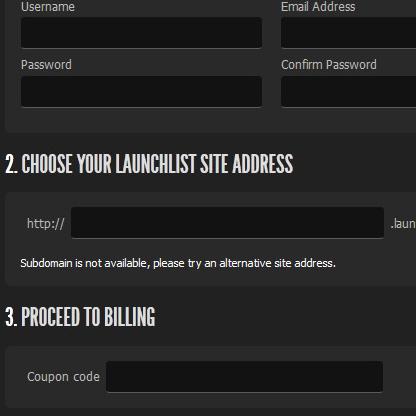 Username Email Address
Password Confirm Password
2. CHOOSE YOUR LAUNCHLIST SITE ADDRESS
http:// .laun
Subdomain is not available, please try an alternative site address.
3. PROCEED TO BILLING
Coupon code